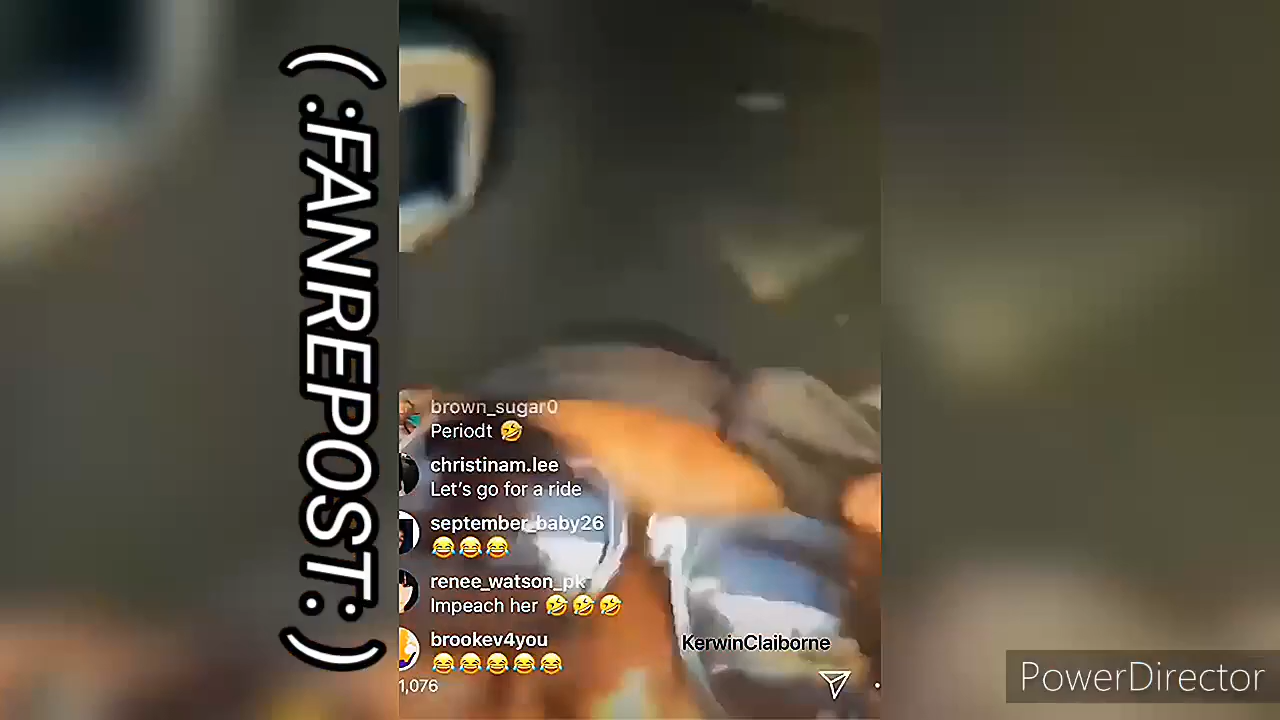 (:FANREPOST:)
brown_sugar0
Periodt 🤣
christinam.lee
Let's go for a ride
september_baby26
😂😂😂
renee_watson_pk
Impeach her 🤣🤣🤣
brookev4you
😂😂😂😂😂
KerwinClaiborne
1,076
PowerDirector